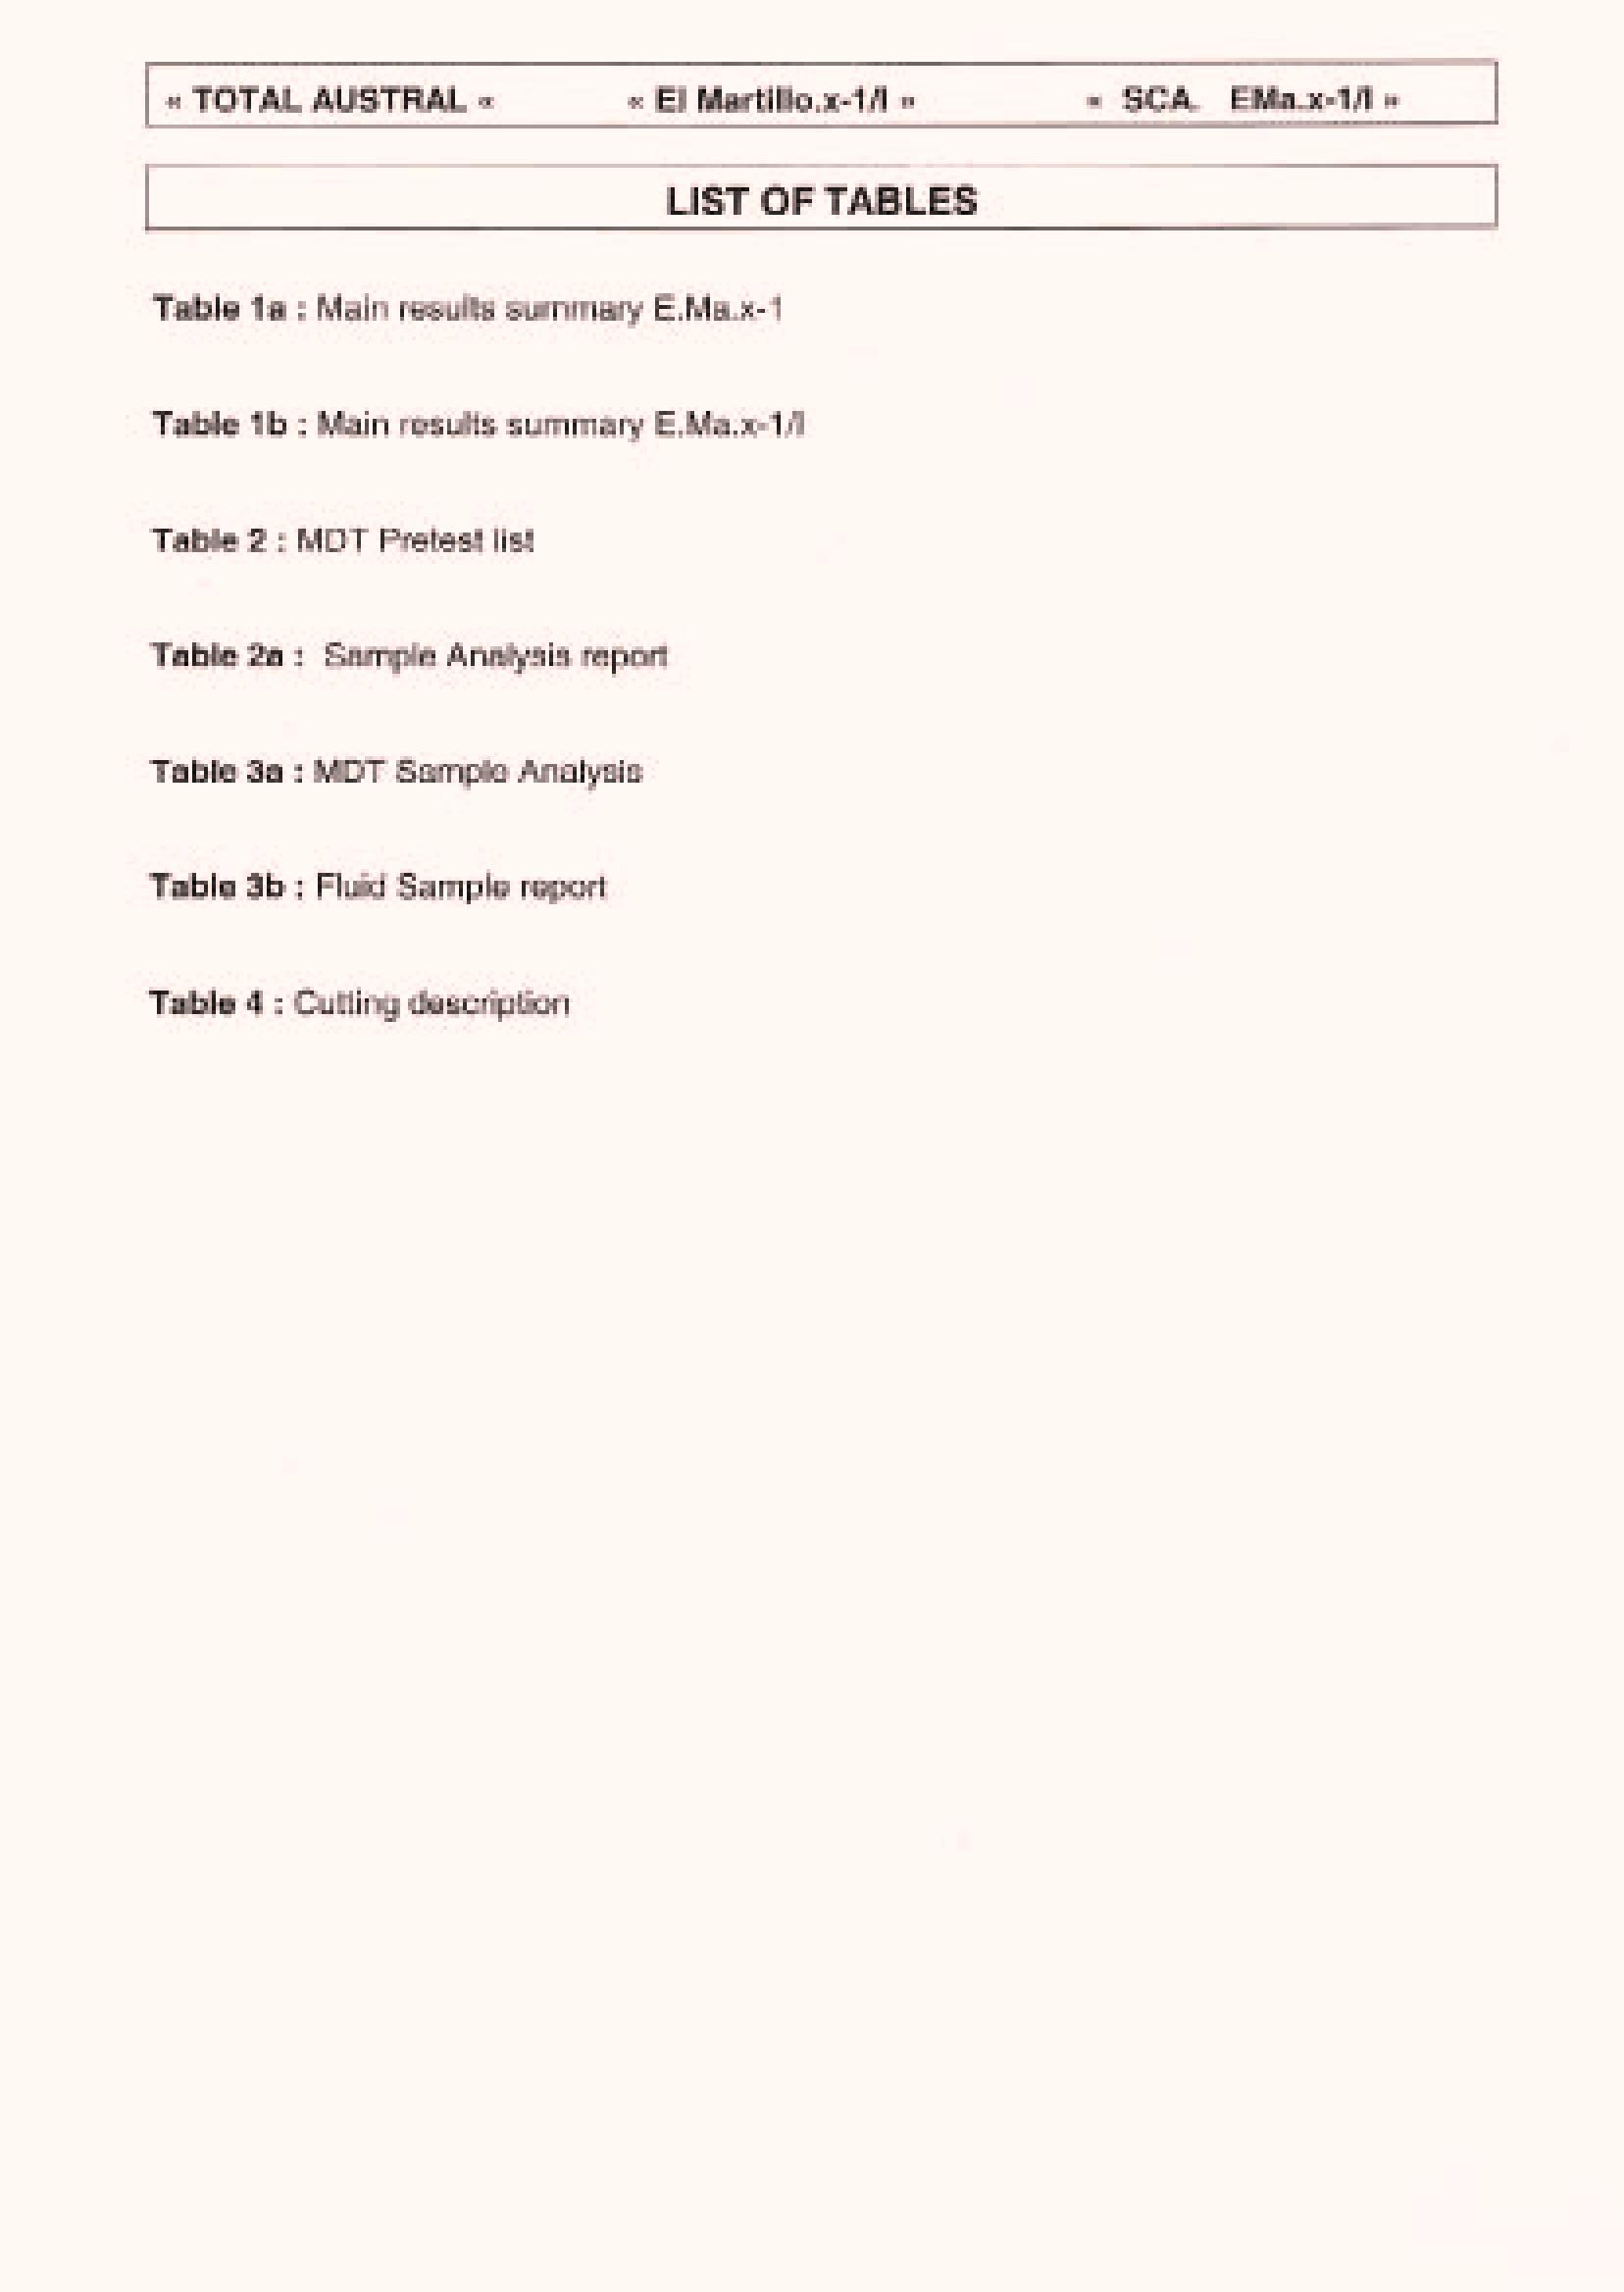 « TOTAL AUSTRAL « « El Martillo.x-1/I » « SCA. EMa.x-1/I »
LIST OF TABLES
Table 1a : Main results summary E.Ma.x-1
Table 1b : Main results summary E.Ma.x-1/I
Table 2 : MDT Pretest list
Table 2a : Sample Analysis report
Table 3a : MDT Sample Analysis
Table 3b : Fluid Sample report
Table 4 : Cutting description